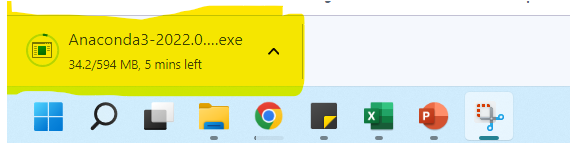 Anaconda3-2022.0....exe
34.2/594 MB, 5 mins left